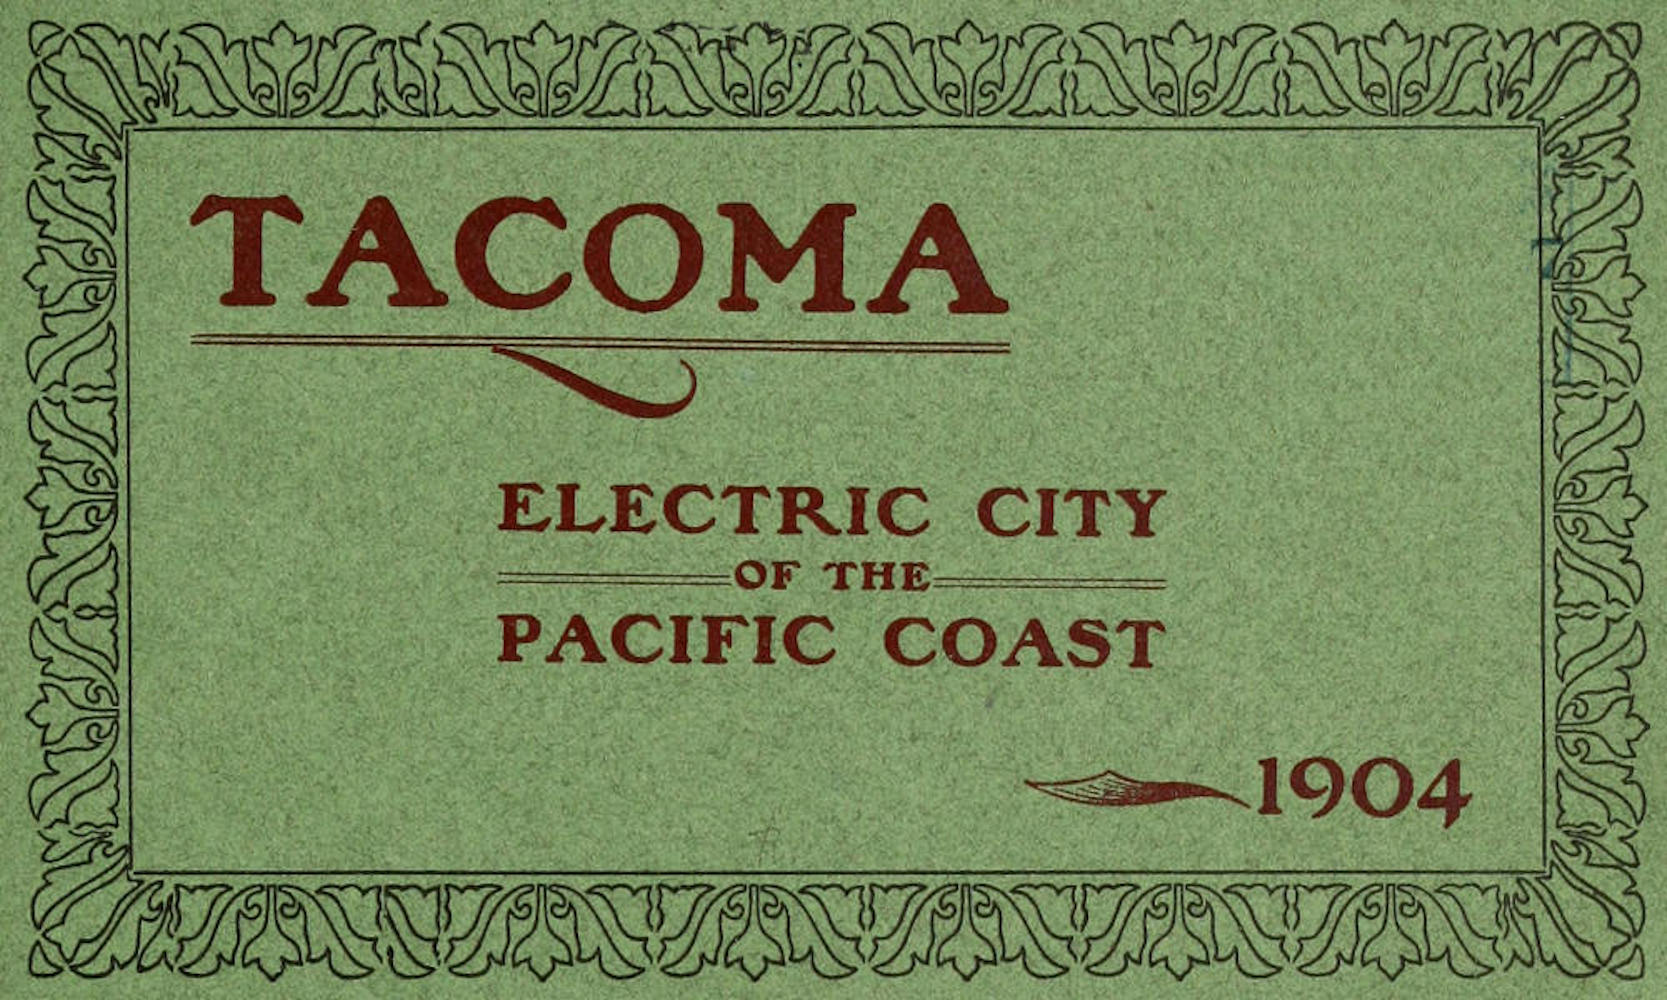 TACOMA
ELECTRIC CITY
OF THE
PACIFIC COAST
1904